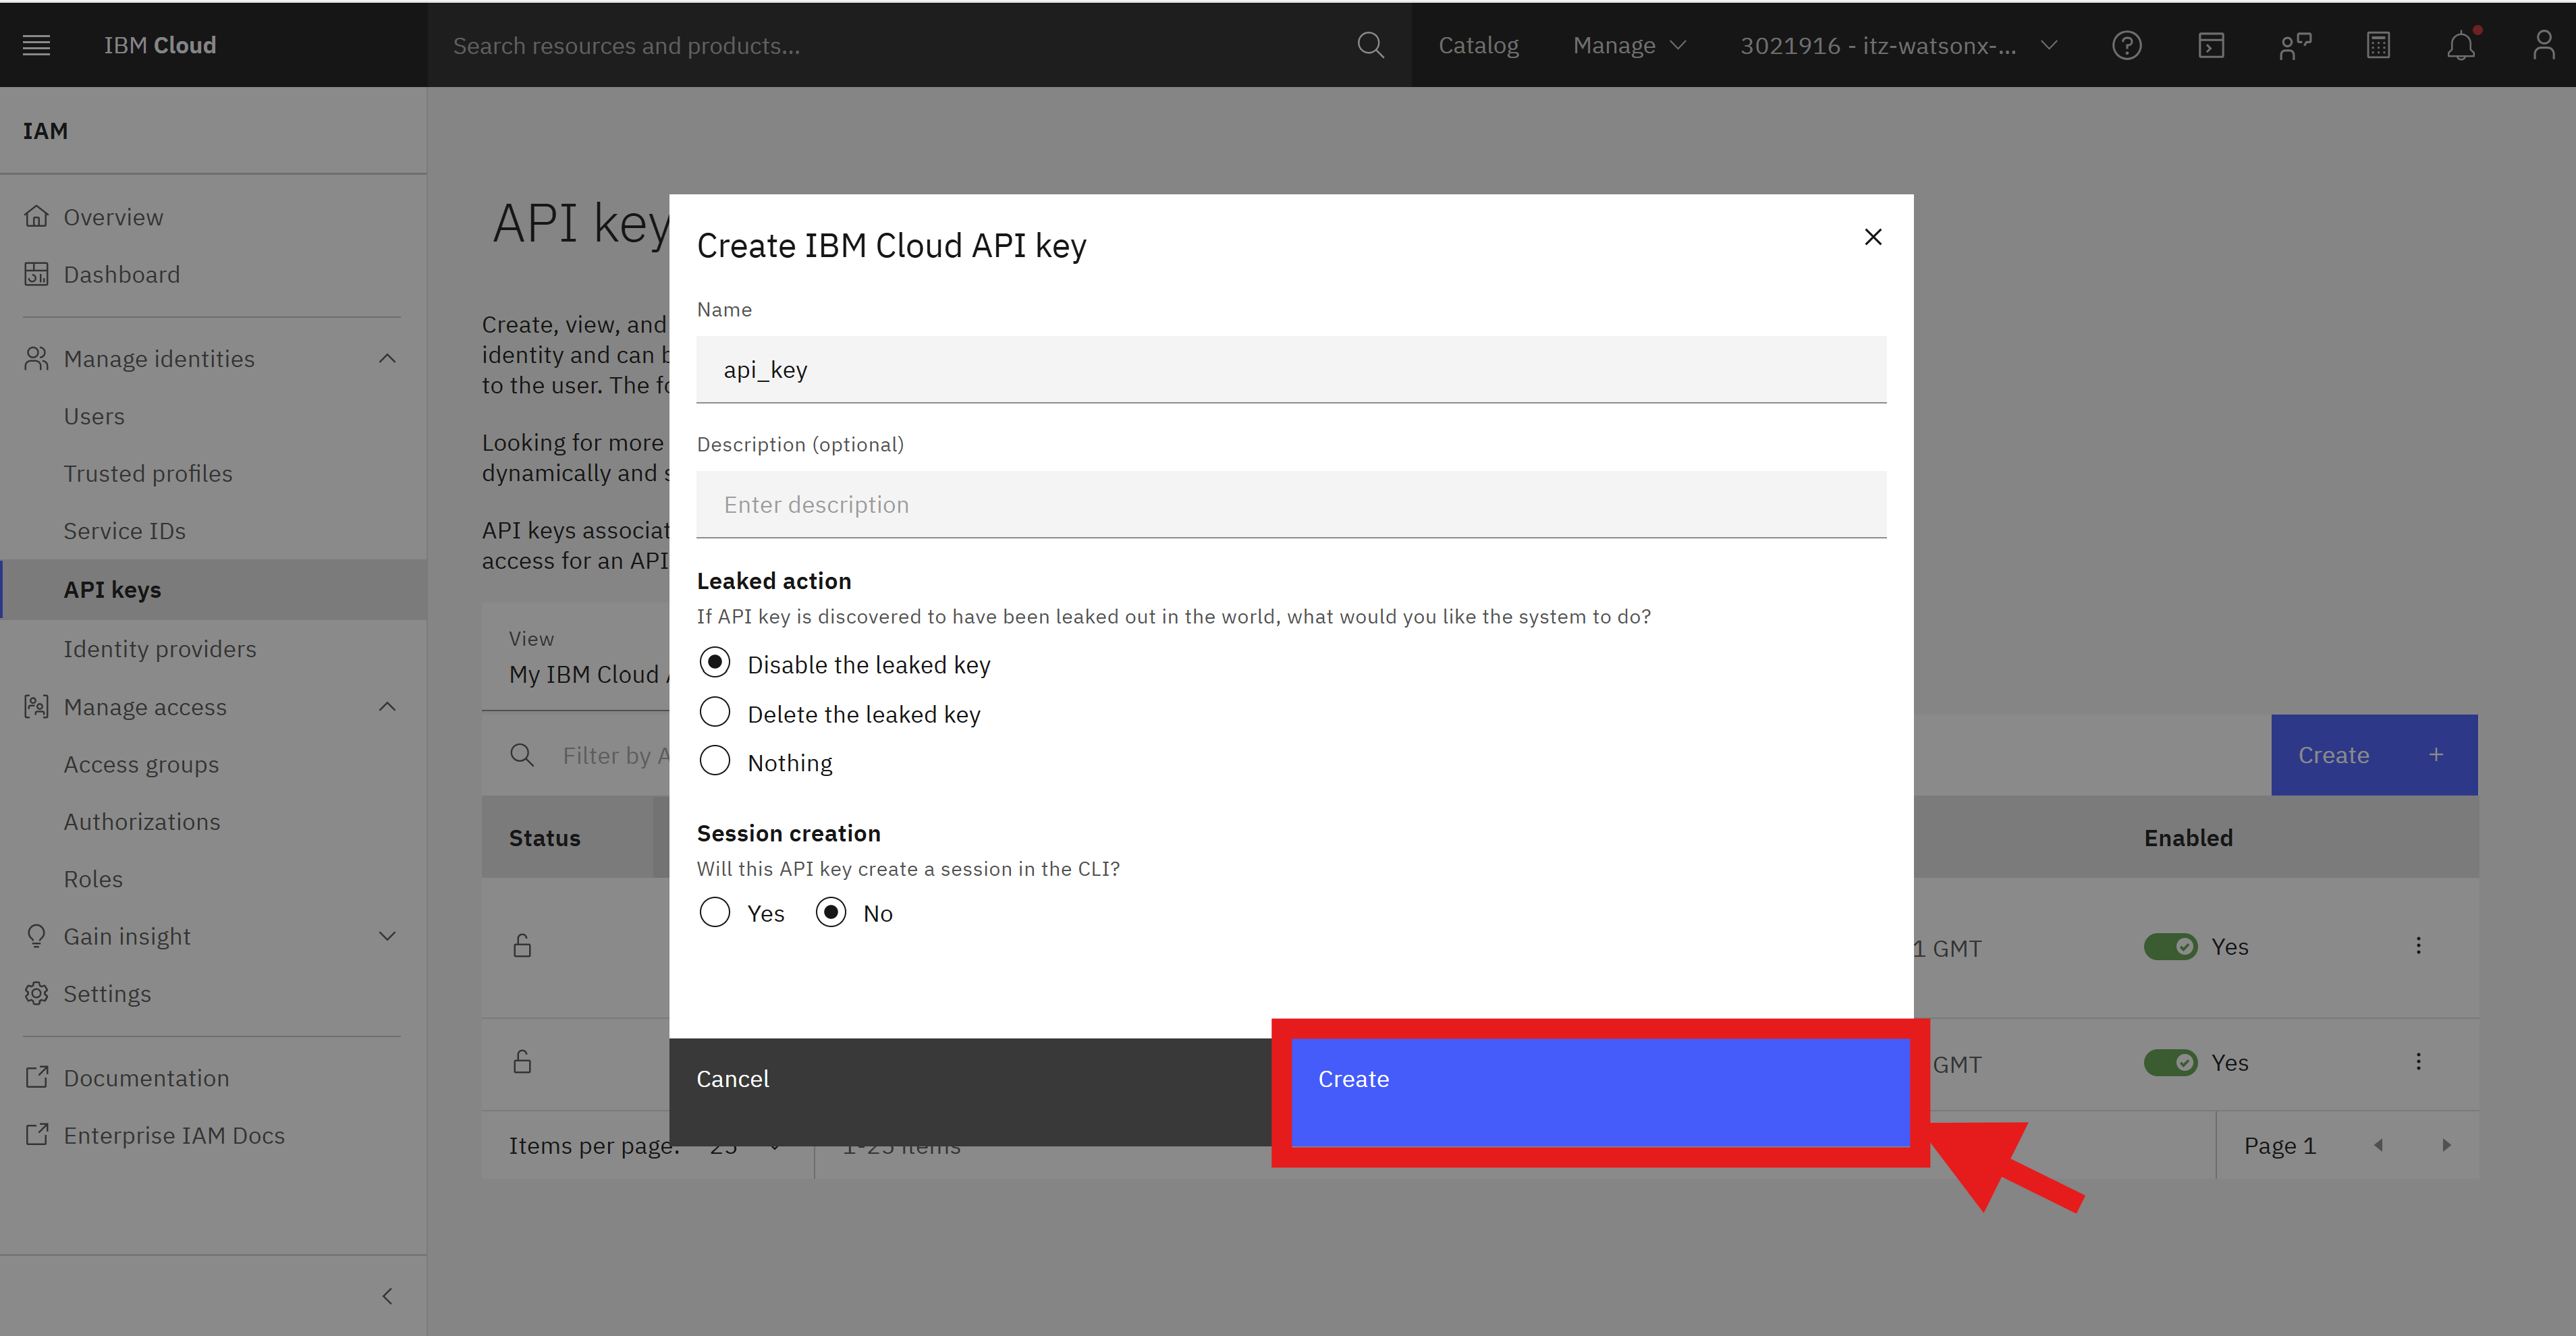 IBM Cloud
Search resources and products...
Catalog
Manage
3021916 - itz-watsonx-...
IAM
Overview
Dashboard
Manage identities
Users
Trusted profiles
Service IDs
API keys
Identity providers
Manage access
Access groups
Authorizations
Roles
Gain insight
Settings
Documentation
Enterprise IAM Docs
API key
Create, view, and
identity and can
to the user. The
Looking for more
dynamically and
API keys
access for an API
View
My IBM Cloud
Filter by
Create +
Status
Enabled
1 GMT
Yes
GMT
Yes
Items per page: 25
1-25 items
Page 1
Create IBM Cloud API key
Name
api_key
Description (optional)
Enter description
Leaked action
If API key is discovered to have been leaked out in the world, what would you like the system to do?
Disable the leaked key
Delete the leaked key
Nothing
Session creation
Will this API key create a session in the CLI?
Yes
No
Cancel
Create